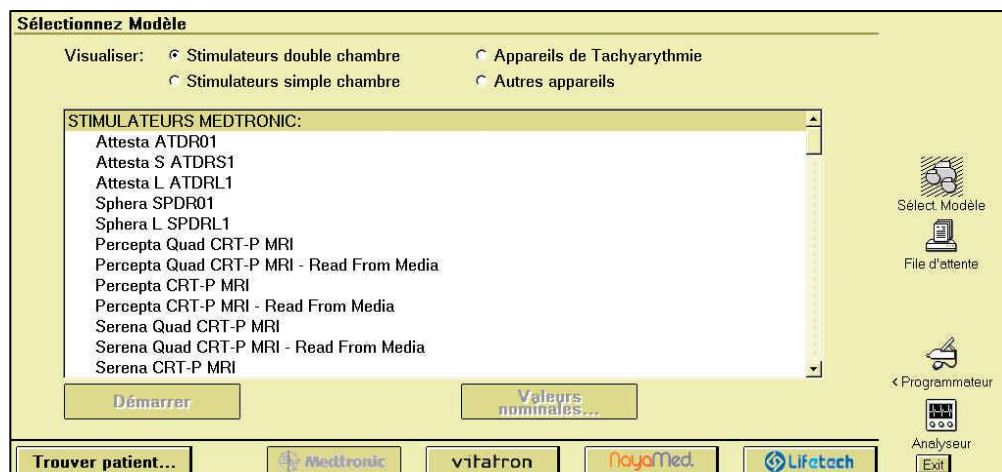 Sélectionnez Modèle
Visualiser:
Stimulateurs double chambre
Appareils de Tachyarythmie
Stimulateurs simple chambre
Autres appareils
STIMULATEURS MEDTRONIC:
Attesta ATDR01
Attesta S ATDRS1
Attesta L ATDRL1
Sphera SPDR01
Sphera L SPDRL1
Percepta Quad CRT-P MRI
Percepta Quad CRT-P MRI - Read From Media
Percepta CRT-P MRI
Percepta CRT-P MRI - Read From Media
Serena Quad CRT-P MRI
Serena Quad CRT-P MRI - Read From Media
Serena CRT-P MRI
Démarrer
Valeurs
nominales...
Sélect. Modèle
File d'attente
< Programmateur
Analyseur
Exit
Trouver patient...
Medtronic
vitatron
NayaMed.
Lifetech